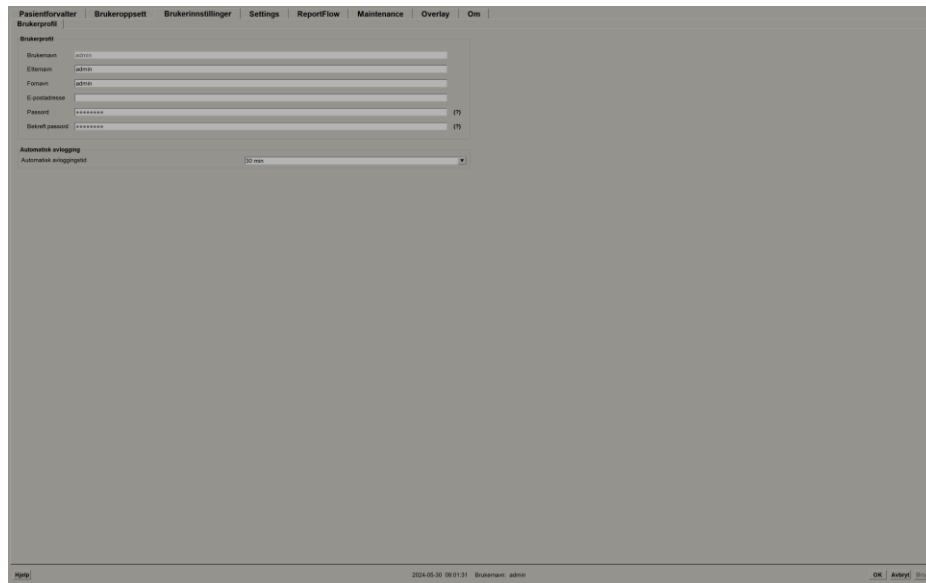 Pasientforvalter Brukeroppsett Brukerinnstillinger Settings ReportFlow Maintenance Overlay Om
Brukerprofil
Brukerprofil
Brukernavn admin
Etternavn admin
Fornavn admin
E-postadresse
Passord ******** (?)
Bekreft passord ******** (?)
Automatisk avlogging
Automatisk avloggingstid 30 min
Hjelp 2024-05-30 08:01:31 Brukernavn: admin OK Avbryt Bru